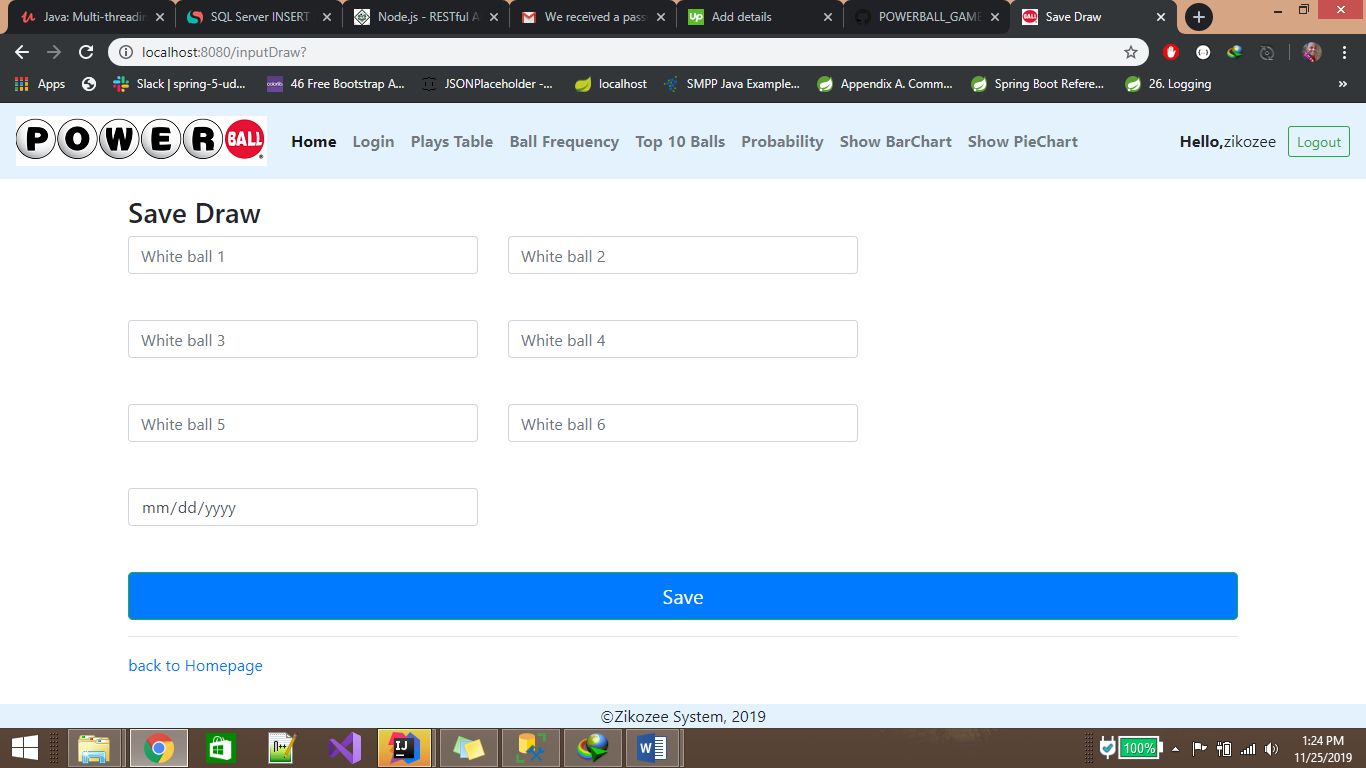 Java: Multi-threadin
SQL Server INSERT
Node.js - RESTful A
We received a pass
Add details
POWERBALL_GAME
Save Draw
localhost:8080/inputDraw?
Apps
Slack | spring-5-ud...
46 Free Bootstrap A...
JSONPlaceholder -...
localhost
SMPP Java Example...
Appendix A. Comm...
Spring Boot Refere...
26. Logging
»
POWER BALL
Home Login Plays Table Ball Frequency Top 10 Balls Probability Show BarChart Show PieChart
Hello,zikozee Logout
Save Draw
White ball 1 White ball 2
White ball 3 White ball 4
White ball 5 White ball 6
mm/dd/yyyy
Save
back to Homepage
©Zikozee System, 2019
100%
1:24 PM
11/25/2019